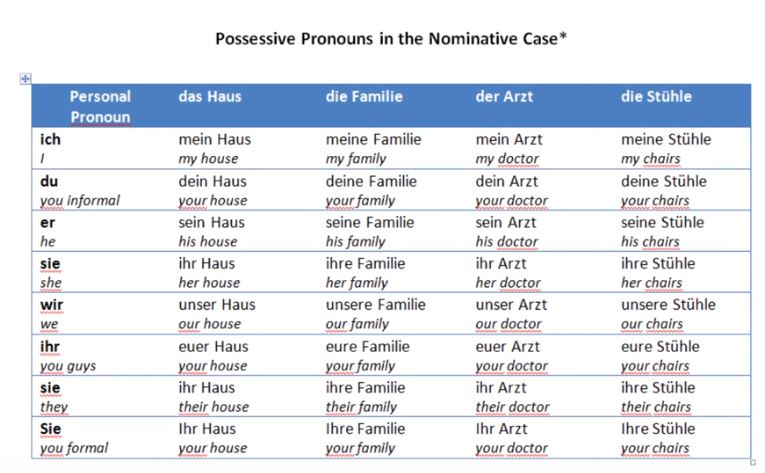 Possessive Pronouns in the Nominative Case*
Personal Pronoun das Haus die Familie der Arzt die Stühle
ich mein Haus meine Familie mein Arzt meine Stühle
I my house my family my doctor my chairs
du dein Haus deine Familie dein Arzt deine Stühle
you informal your house your family your doctor your chairs
er sein Haus seine Familie sein Arzt seine Stühle
he his house his family his doctor his chairs
sie ihr Haus ihre Familie ihr Arzt ihre Stühle
she her house her family her doctor her chairs
wir unser Haus unsere Familie unser Arzt unsere Stühle
we our house our family our doctor our chairs
ihr euer Haus eure Familie euer Arzt eure Stühle
you guys your house your family your doctor your chairs
sie ihr Haus ihre Familie ihr Arzt ihre Stühle
they their house their family their doctor their chairs
Sie Ihr Haus Ihre Familie Ihr Arzt Ihre Stühle
you formal your house your family your doctor your chairs